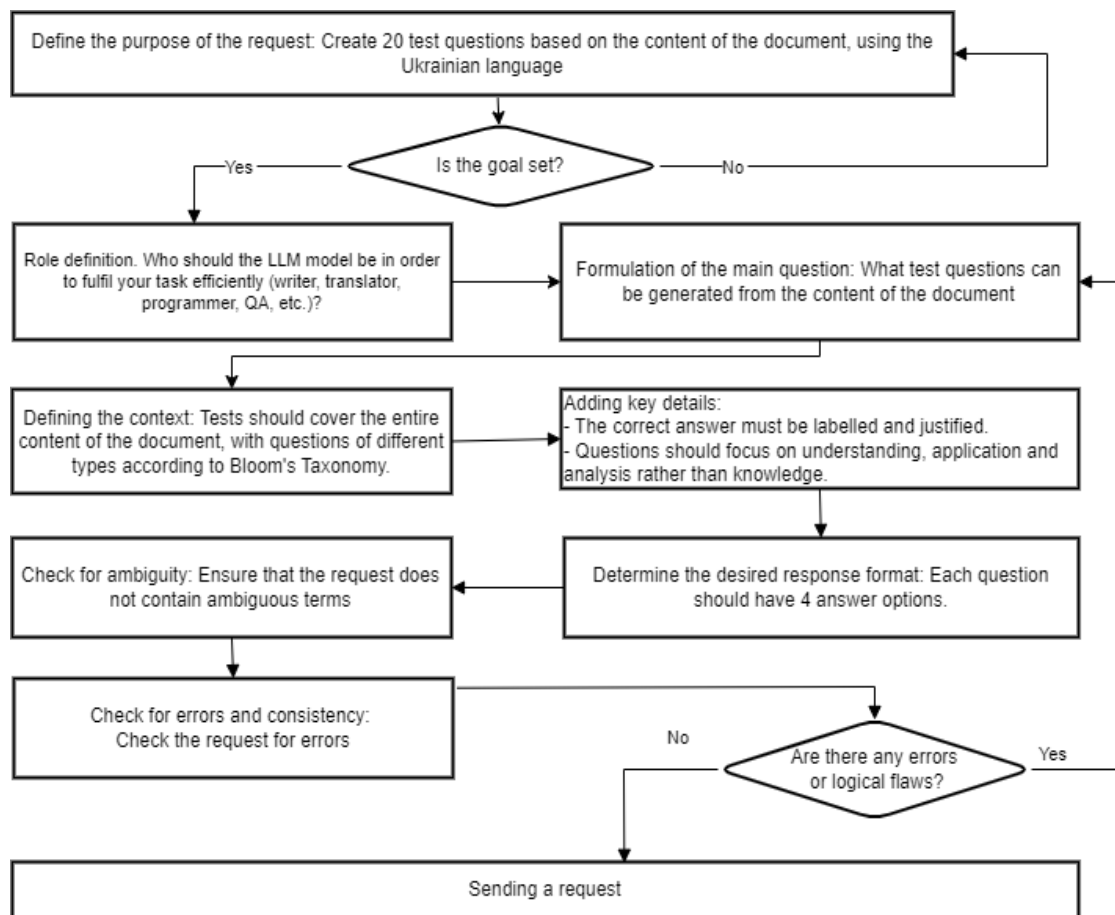 Define the purpose of the request: Create 20 test questions based on the content of the document, using the
Ukrainian language
Is the goal set?
Yes
No
Role definition. Who should the LLM model be in order
to fulfil your task efficiently (writer, translator,
programmer, QA, etc.)?
Formulation of the main question: What test questions can
be generated from the content of the document
Defining the context: Tests should cover the entire
content of the document, with questions of different
types according to Bloom's Taxonomy.
Adding key details:
- The correct answer must be labelled and justified.
- Questions should focus on understanding, application and
analysis rather than knowledge.
Check for ambiguity: Ensure that the request does
not contain ambiguous terms
Determine the desired response format: Each question
should have 4 answer options.
Check for errors and consistency:
Check the request for errors
No
Are there any errors
or logical flaws?
Yes
Sending a request